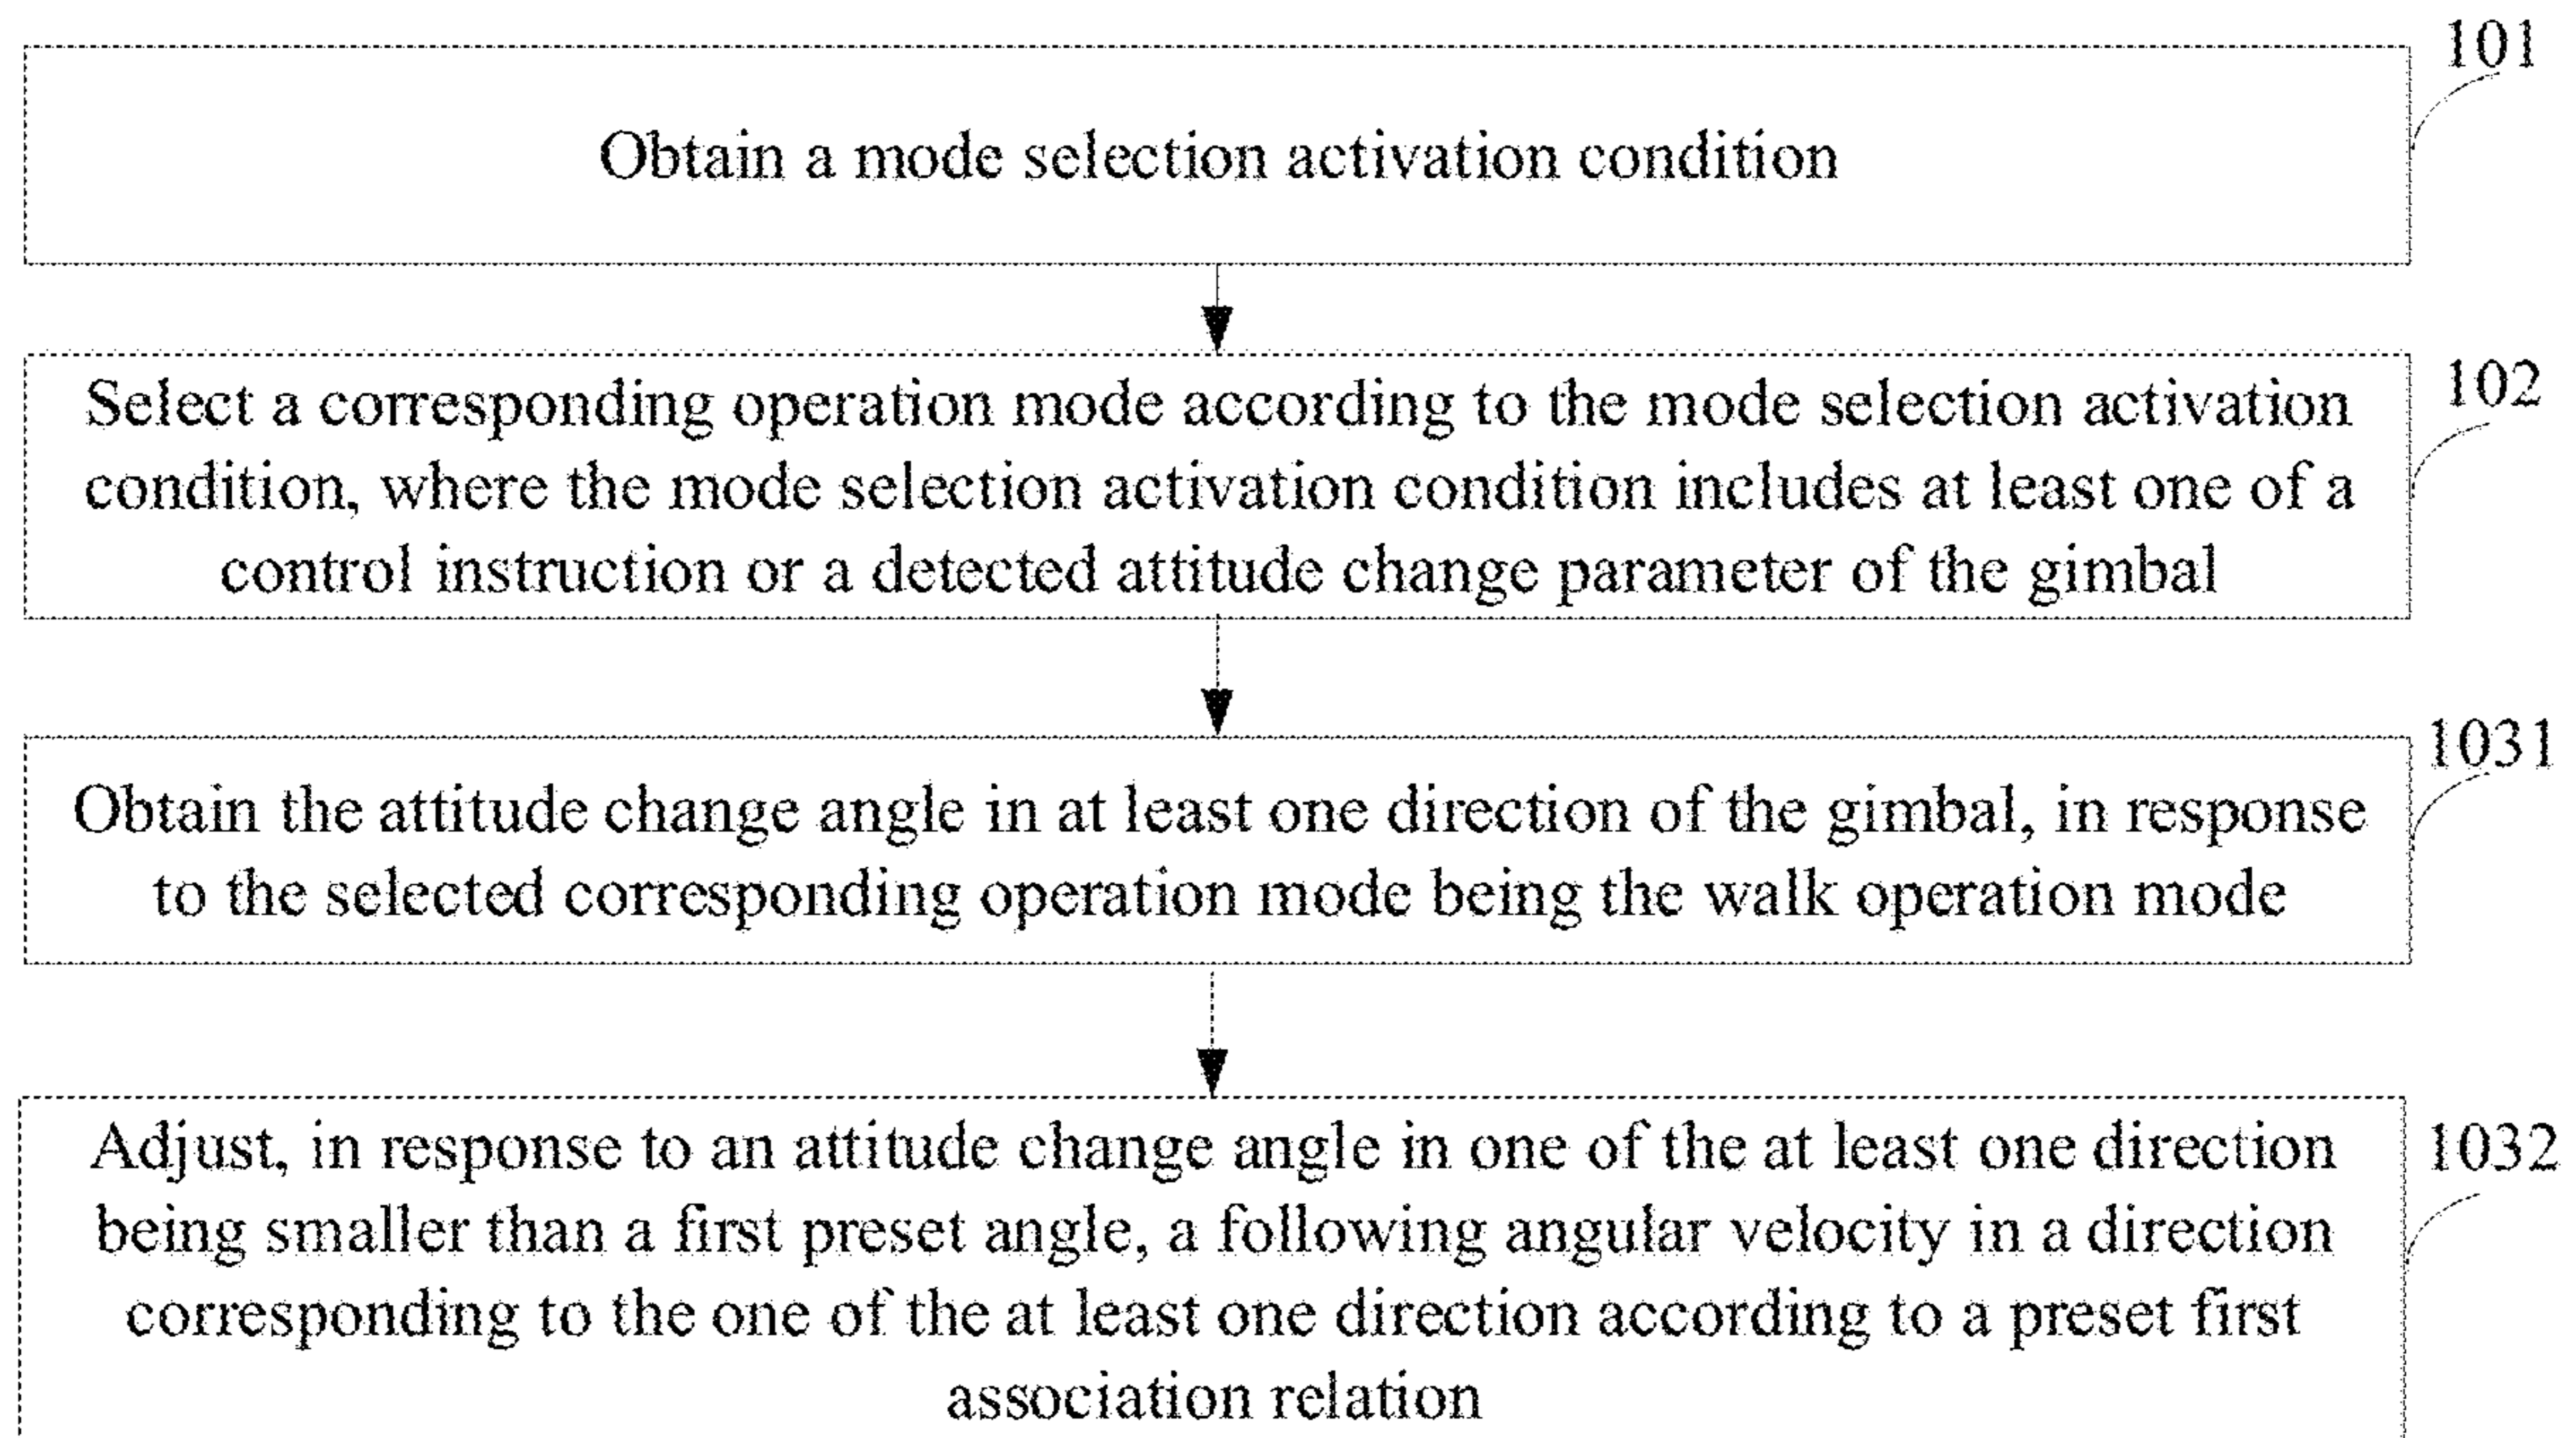 101
Obtain a mode selection activation condition
102
Select a corresponding operation mode according to the mode selection activation
condition, where the mode selection activation condition includes at least one of a
control instruction or a detected attitude change parameter of the gimbal
1031
Obtain the attitude change angle in at least one direction of the gimbal, in response
to the selected corresponding operation mode being the walk operation mode
1032
Adjust, in response to an attitude change angle in one of the at least one direction
being smaller than a first preset angle, a following angular velocity in a direction
corresponding to the one of the at least one direction according to a preset first
association relation